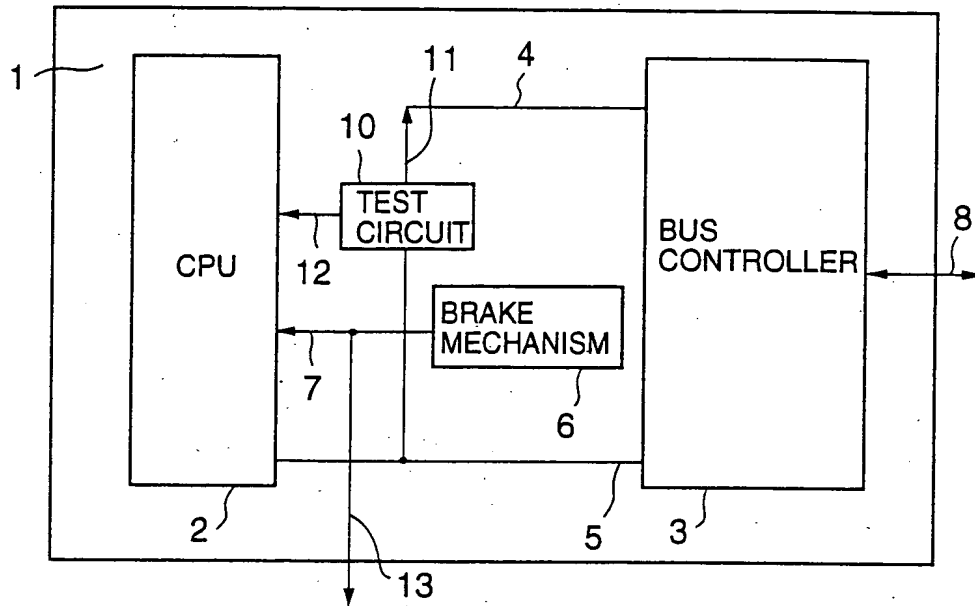 1
11
4
10
TEST
CIRCUIT
12
CPU
BUS
CONTROLLER
8
BRAKE
MECHANISM
7
6
2
5
3
13